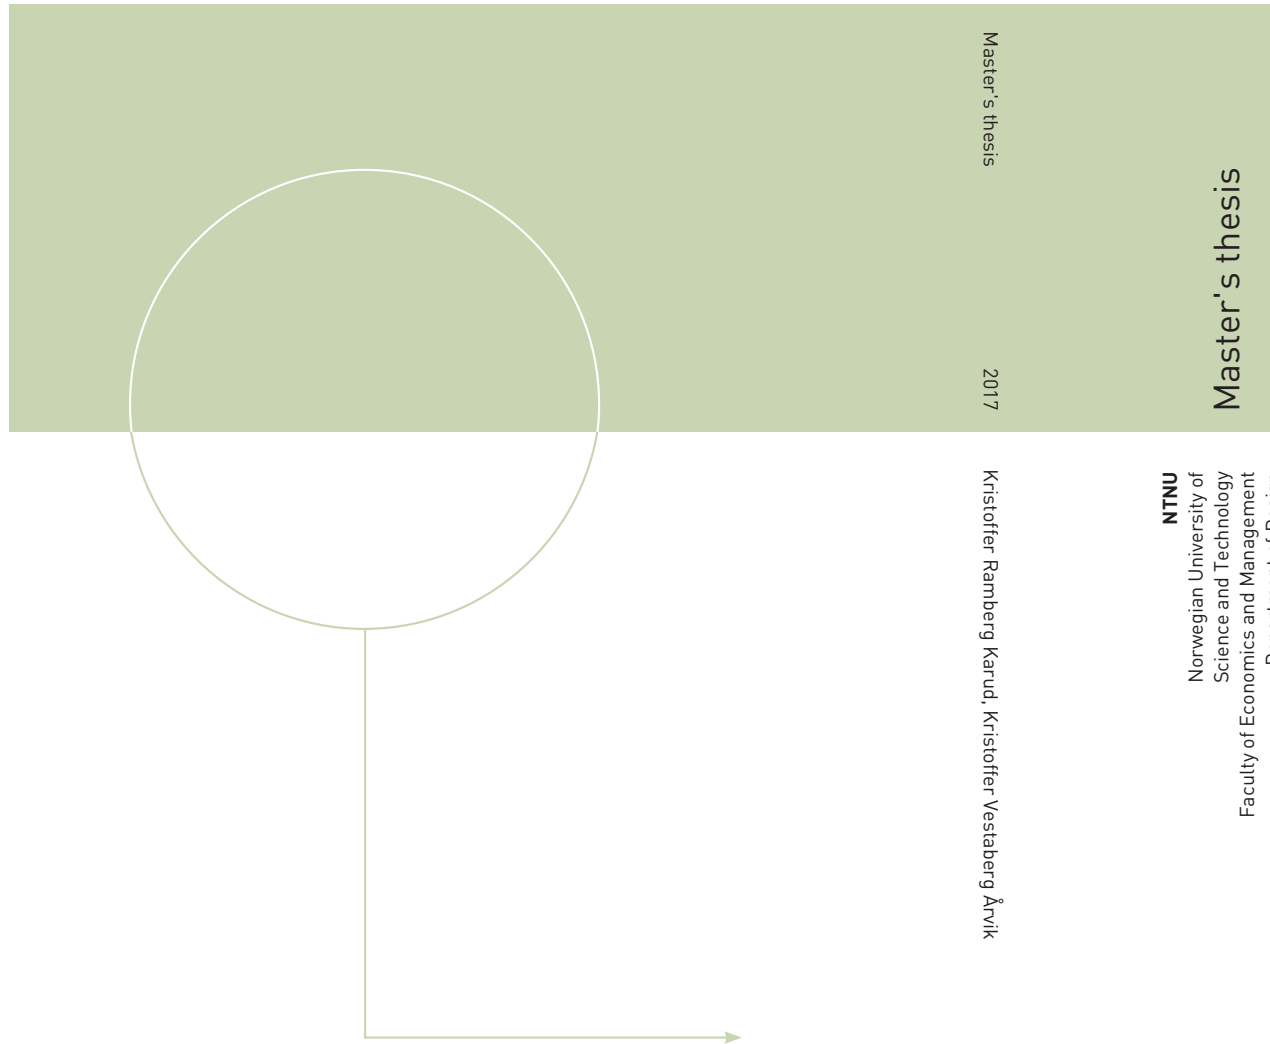 Master's thesis
2017
Kristoffer Ramberg Karud, Kristoffer Vestaberg Årvik
Master's thesis
NTNU
Norwegian University of
Science and Technology
Faculty of Economics and Management